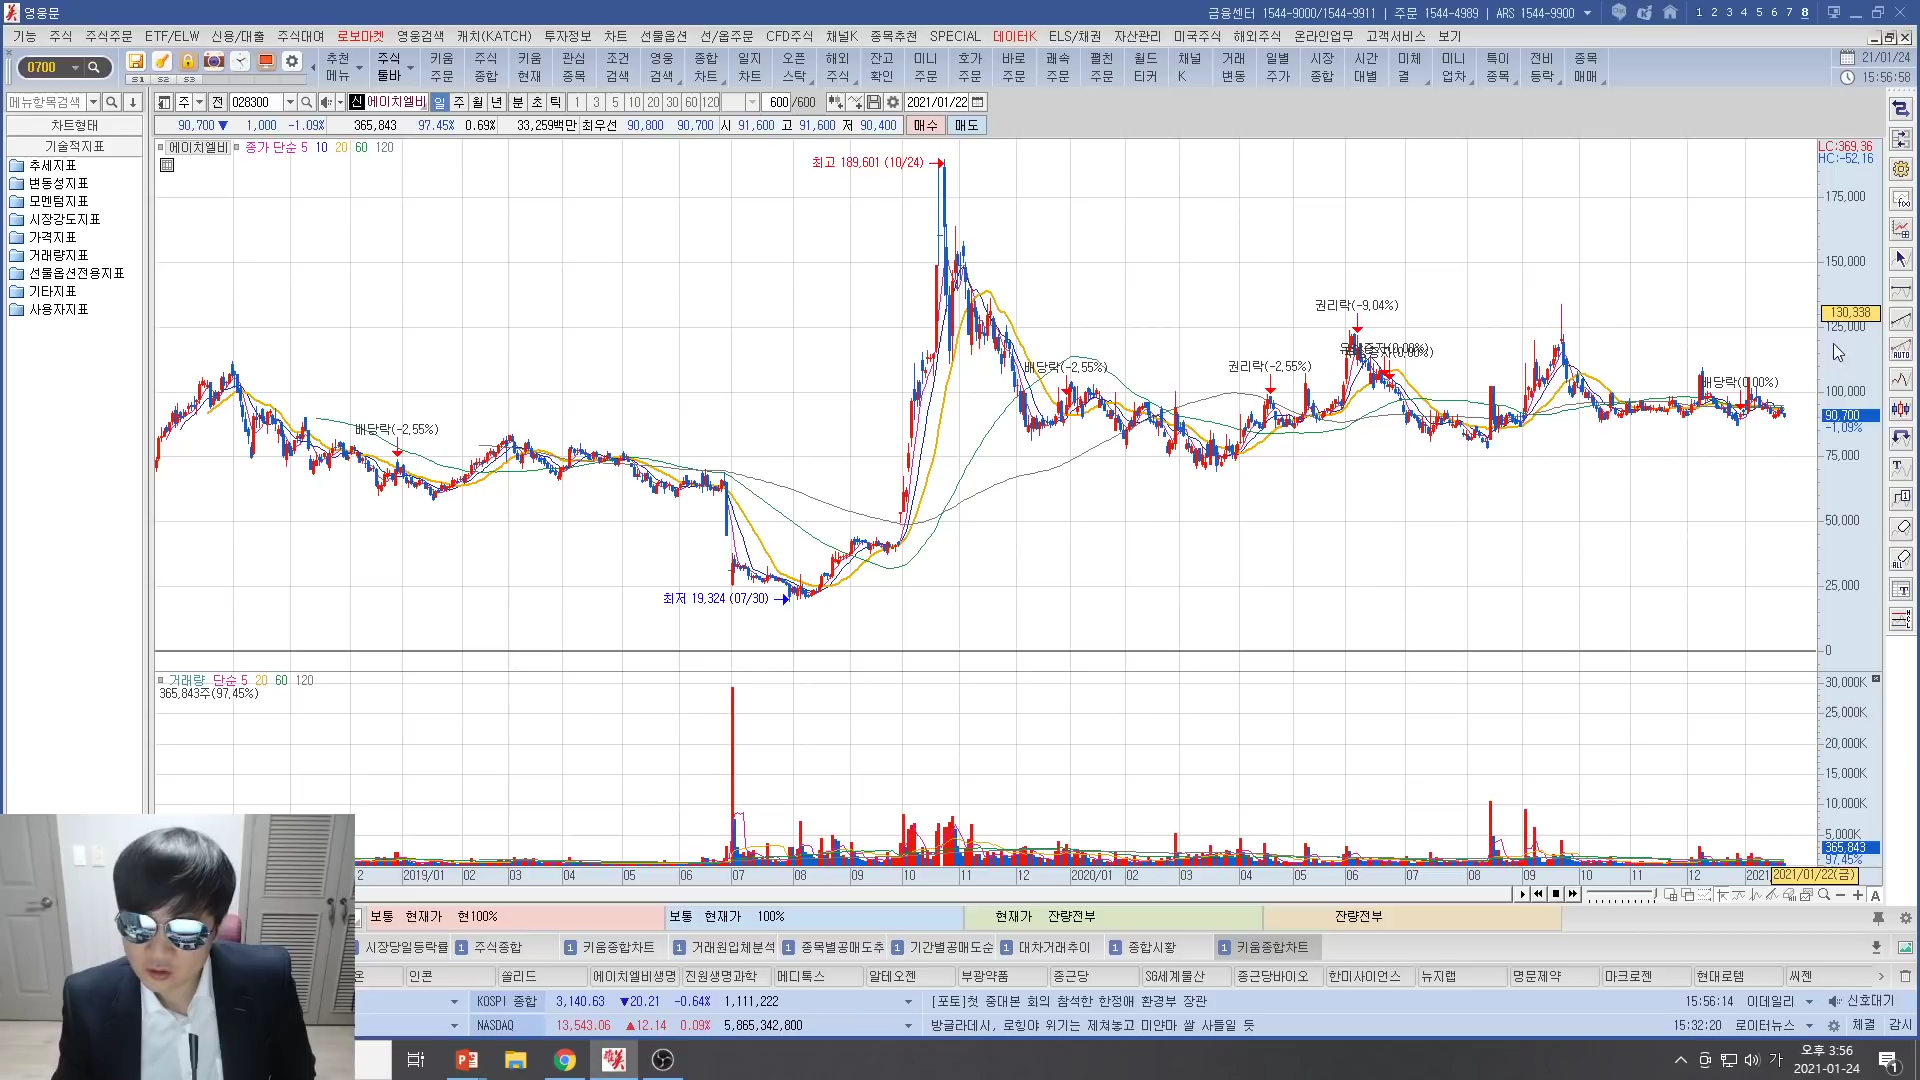 영웅문 금융센터 1544-9000/1544-9911 | 주문 1544-4989 | ARS 1544-9900 1 2 3 4 5 6 7 8
기능 주식 주식주문 ETF/ELW 신용/대출 주식대여 로보마켓 영웅검색 캐치(KATCH) 투자정보 차트 선물옵션 선/옵주문 CFD주식 채널K 종목추천 SPECIAL 데이터K ELS/채권 자산관리 미국주식 해외주식 온라인업무 고객서비스 보기
0700 S1 S2 S3
추천 주식 키움 주식 키움 관심 조건 영웅 종합 일지 오픈 해외 잔고 미니 호가 바로 쾌속 펼친 월드 채널 거래 일별 시장 시간 미체 미니 특이 전비 종목 21/01/24
메뉴 툴바 주문 종합 현재 종목 검색 검색 차트 차트 스탁 주식 확인 주문 주문 주문 주문 주문 티커 K 변동 주가 종합 대별 결 업차 종목 등락 매매 15:56:58
메뉴항목검색 주 전 028300 신 에이치엘비 일 주 월 년 분 초 틱 1 3 5 10 20 30 60 120 600 /600 2021/01/22
차트형태 90,700 ▼ 1,000 -1.09% 365,843 97.45% 0.69% 33,259백만 최우선 90,800 90,700 시 91,600 고 91,600 저 90,400 매수 매도
기술적지표
추세지표
변동성지표
모멘텀지표
시장강도지표
가격지표
거래량지표
선물옵션전용지표
기타지표
사용자지표
에이치엘비 종가 단순 5 10 20 60 120
LC:369,36
HC:-52,16
최고 189,601 (10/24)
175,000
150,000
권리락(-9,04%)
130,338
125,000
배당락(-2,55%) 권리락(-2,55%)
배당락(0,00%)
100,000
90,700
-1,09%
배당락(-2,55%)
75,000
50,000
25,000
최저 19,324 (07/30)
0
거래량 단순 5 20 60 120
365,843주(97,45%)
30,000K
25,000K
20,000K
15,000K
10,000K
5,000K
365,843
97,45%
2 2019/01 02 03 04 05 06 07 08 09 10 11 12 2020/01 02 03 04 05 06 07 08 09 10 11 12 2021 2021/01/22(금)
A
보통 현재가 현100% 보통 현재가 100% 현재가 잔량전부 잔량전부
시장당일등락률 1 주식종합 1 키움종합차트 1 거래원입체분석 1 종목별공매도추 1 기간별공매도순 1 대차거래추이 1 종합시황 1 키움종합차트
온 인콘 쏠리드 에이치엘비생명 진원생명과학 메디톡스 알테오젠 부광약품 종근당 SG세계물산 종근당바이오 한미사이언스 뉴지랩 명문제약 마크로젠 현대로템 씨젠
KOSPI 종합 3,140.63 ▼20.21 -0.64% 1,111,222 [포토]첫 중대본 회의 참석한 한정애 환경부 장관 15:56:14 이데일리 신호대기
NASDAQ 13,543.06 ▲12.14 0.09% 5,865,342,800 방글라데시, 로힝야 위기는 제쳐놓고 미얀마 쌀 사들일 듯 15:32:20 로이터뉴스 체결 감시
가 오후 3:56
2021-01-24
1